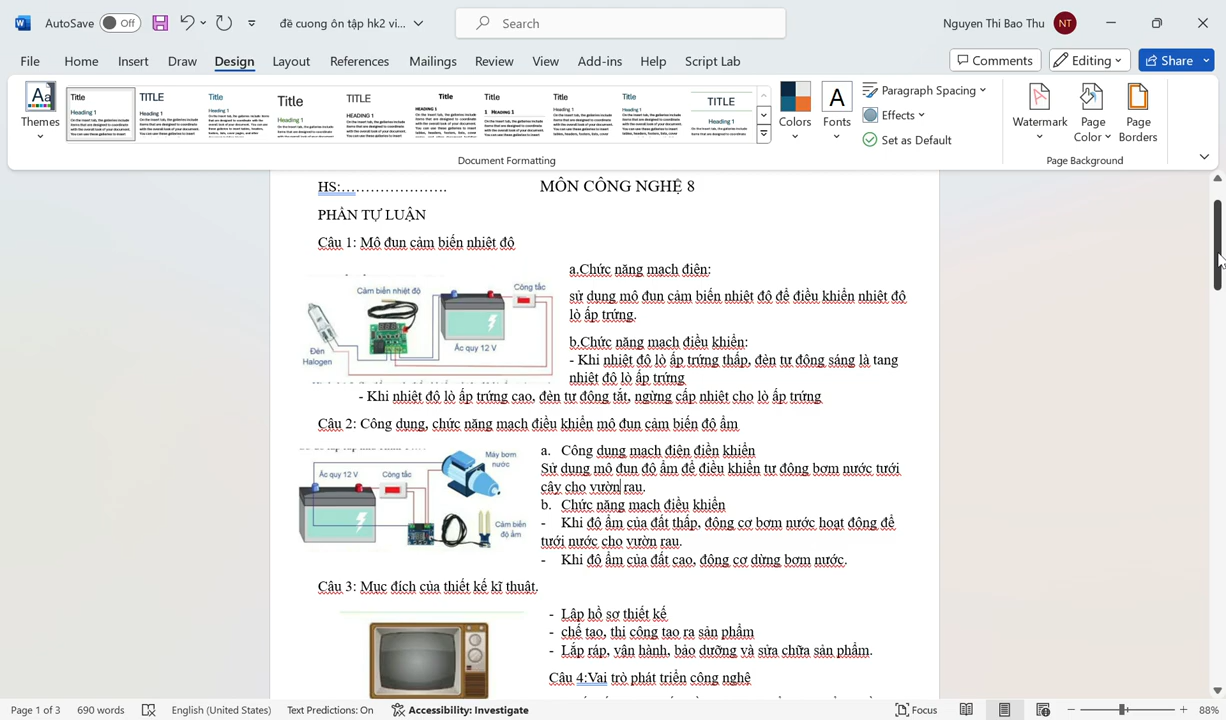 AutoSave Off đề cuong ôn tập hk2 vi... Search Nguyen Thi Bao Thu NT
File Home Insert Draw Design Layout References Mailings Review View Add-ins Help Script Lab Comments Editing Share
Themes
Colors
Fonts
Paragraph Spacing
Effects
Set as Default
Watermark
Page Color
Page Borders
Document Formatting
Page Background
HS:………………… MÔN CÔNG NGHỆ 8
PHẦN TỰ LUẬN
Câu 1: Mô đun cảm biến nhiệt độ
Cảm biến nhiệt độ
Công tắc
Đèn Halogen
Ắc quy 12 V
a.Chức năng mạch điện:
sử dụng mô đun cảm biến nhiệt độ để điều khiển nhiệt độ
lò ấp trứng.
b.Chức năng mạch điều khiển:
- Khi nhiệt độ lò ấp trứng thấp, đèn tự động sáng là tang
nhiệt độ lò ấp trứng
- Khi nhiệt độ lò ấp trứng cao, đèn tự động tắt, ngừng cấp nhiệt cho lò ấp trứng
Câu 2: Công dụng, chức năng mạch điều khiển mô đun cảm biến độ ẩm
Ắc quy 12 V
Công tắc
Máy bơm nước
Cảm biến độ ẩm
a. Công dụng mạch điện điền khiển
Sử dụng mô đun độ ẩm để điều khiển tư động bơm nước tưới
cây cho vườn rau.
b. Chức năng mạch điều khiển
- Khi độ ẩm của đất thấp, động cơ bơm nước hoạt động để
tưới nước cho vườn rau.
- Khi độ ẩm của đất cao, động cơ dừng bơm nước.
Câu 3: Mục đích của thiết kế kĩ thuật.
- Lập hồ sơ thiết kế
- chế tạo, thi công tạo ra sản phẩm
- Lắp ráp, vận hành, bảo dưỡng và sửa chữa sản phẩm.
Câu 4:Vai trò phát triển công nghệ
Page 1 of 3 690 words English (United States) Text Predictions: On Accessibility: Investigate Focus 88%